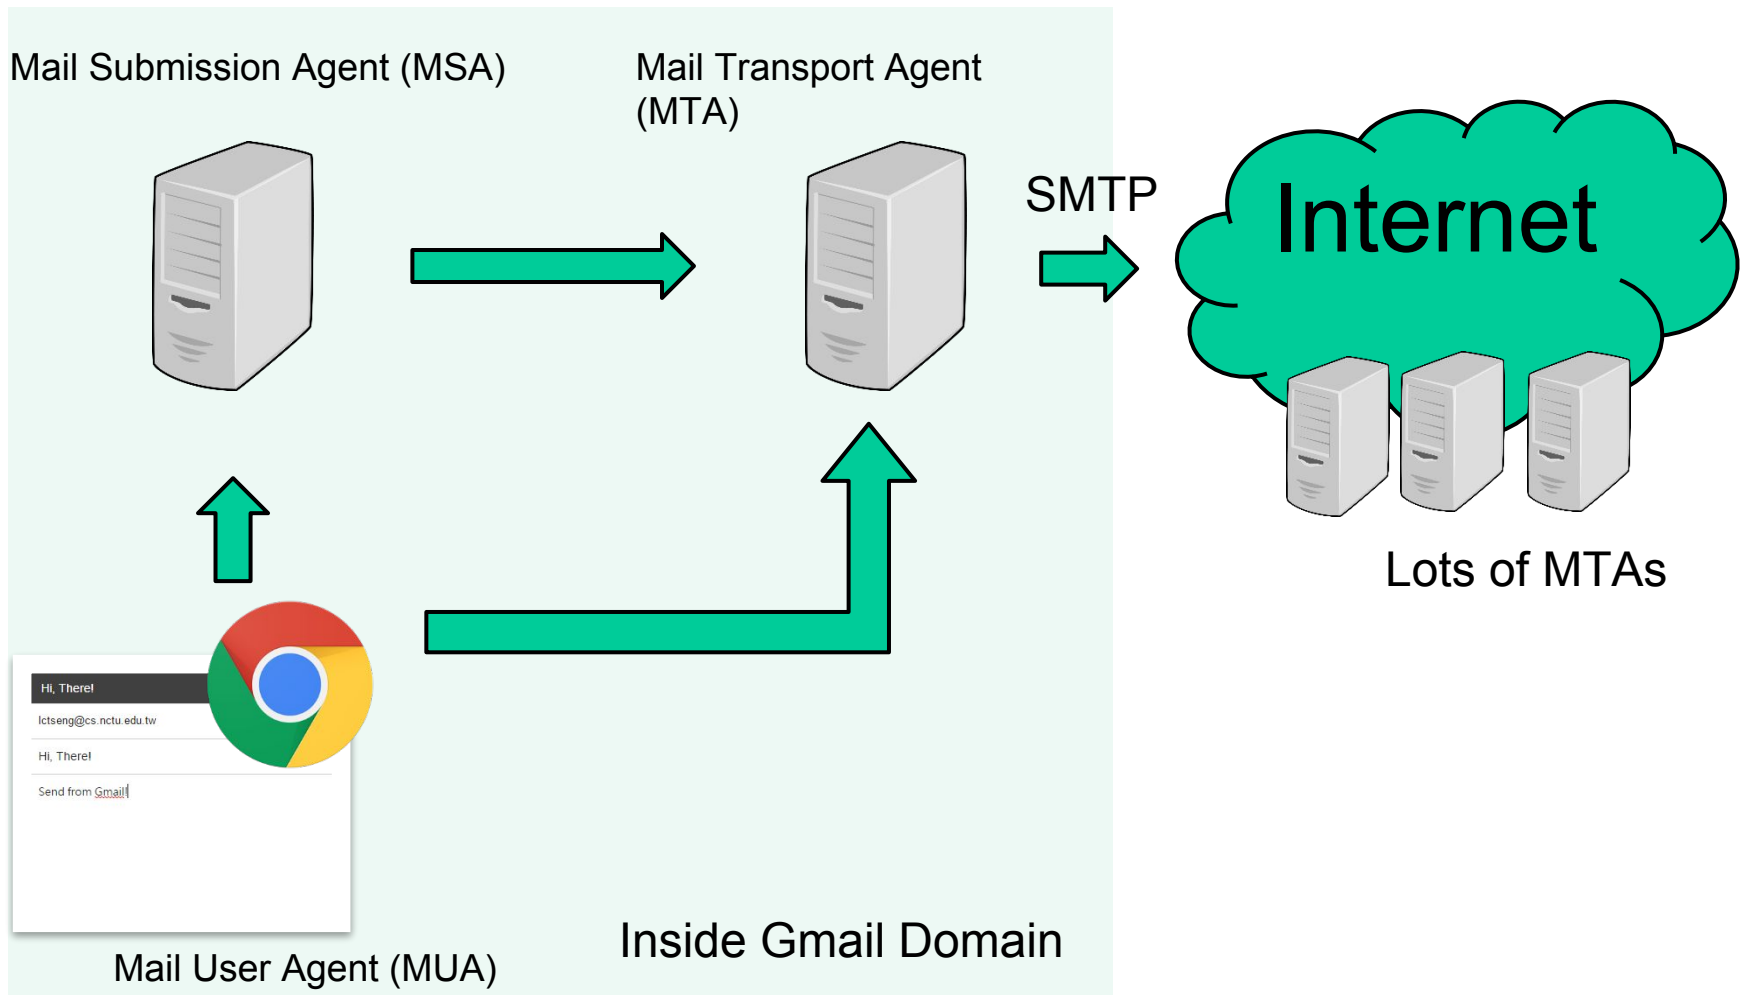 Mail Submission Agent (MSA)
Mail Transport Agent
(MTA)
SMTP
Internet
Lots of MTAs
Hi, There!
lctseng@cs.nctu.edu.tw
Hi, There!
Send from Gmail!
Inside Gmail Domain
Mail User Agent (MUA)